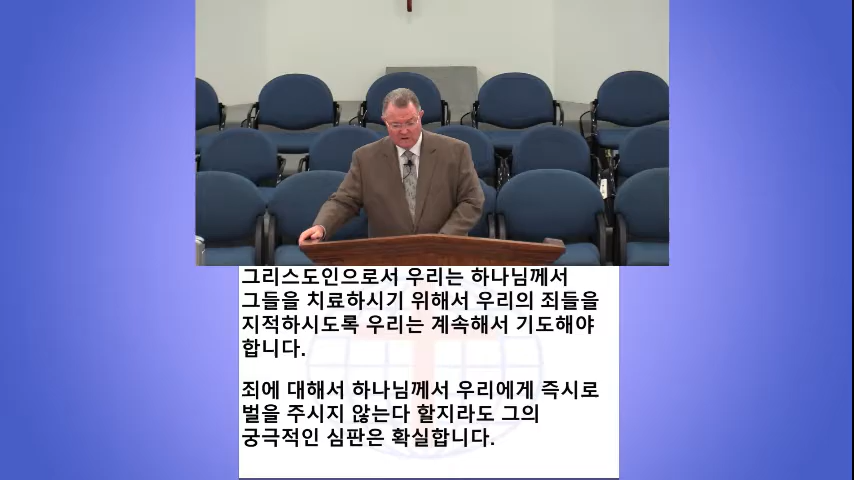 그리스도인으로서 우리는 하나님께서
그들을 치료하시기 위해서 우리의 죄들을
지적하시도록 우리는 계속해서 기도해야
합니다.
죄에 대해서 하나님께서 우리에게 즉시로
벌을 주시지 않는다 할지라도 그의
궁극적인 심판은 확실합니다.